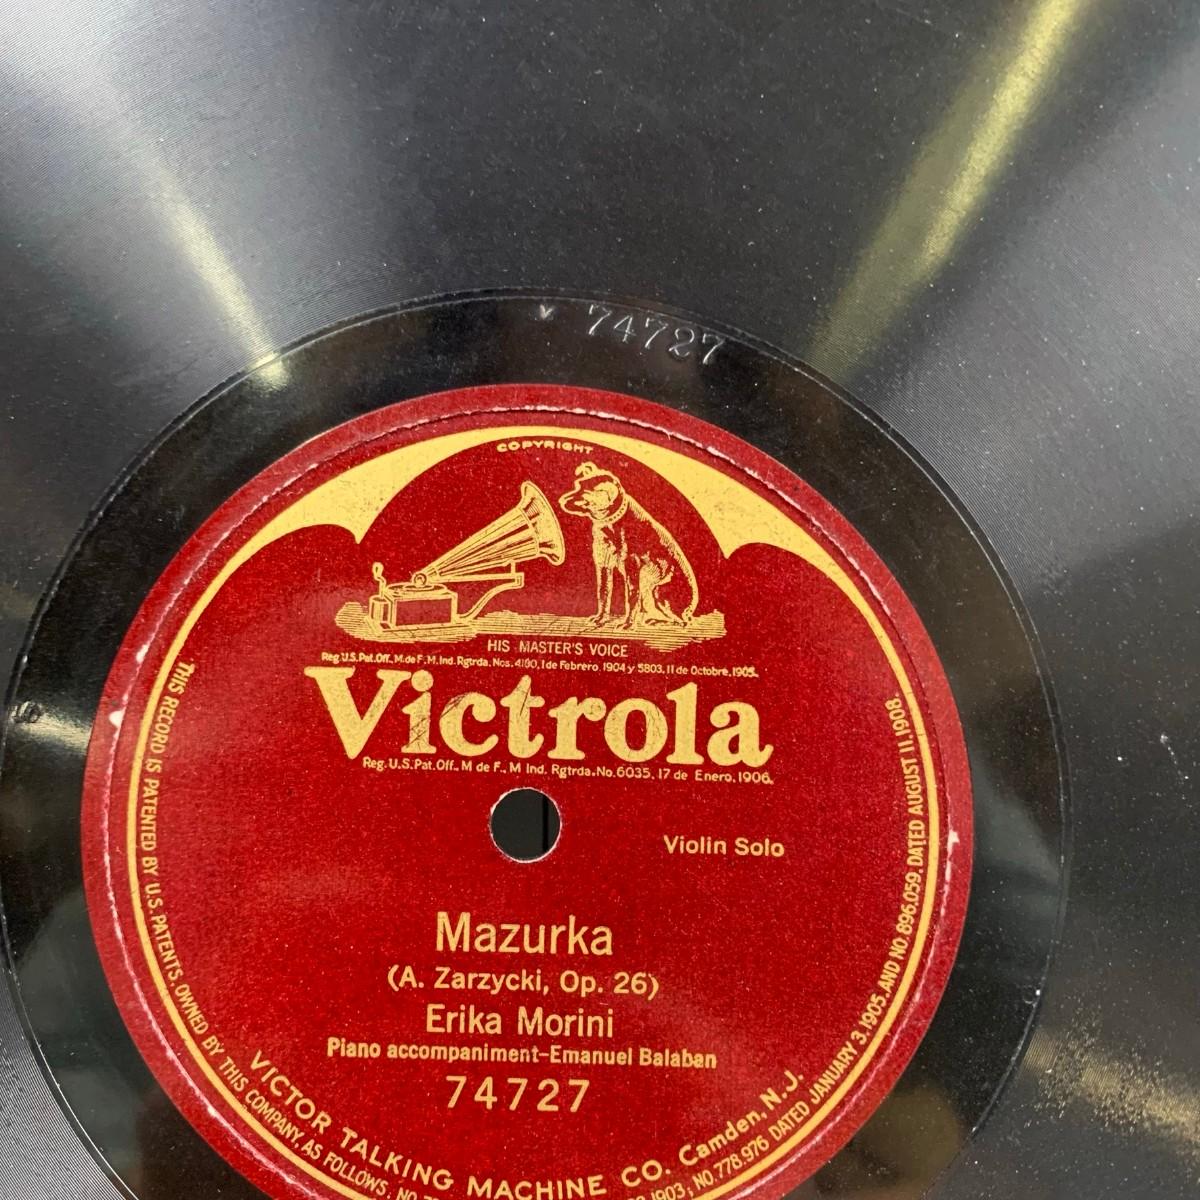 74727
COPYRIGHT
HIS MASTER'S VOICE
Reg. U.S. Pat. Off., M. de F., M. Ind. Rgtrda. Nos. 4190, 1 de Febrero, 1904 y 5803, 11 de Octubre, 1905.
Victrola
Reg. U.S. Pat. Off. M de F., M Ind. Rgtrda. No. 6035, 17 de Enero, 1906.
Violin Solo
Mazurka
(A. Zarzycki, Op. 26)
Erika Morini
Piano accompaniment–Emanuel Balaban
74727
VICTOR TALKING MACHINE CO. Camden, N.J.
THIS RECORD IS PATENTED BY U.S. PATENTS, OWNED BY THIS COMPANY, AS FOLLOWS, NO. 1903; NO. 778,976 DATED JANUARY 3, 1905, AND NO. 896,059, DATED AUGUST 11, 1908.